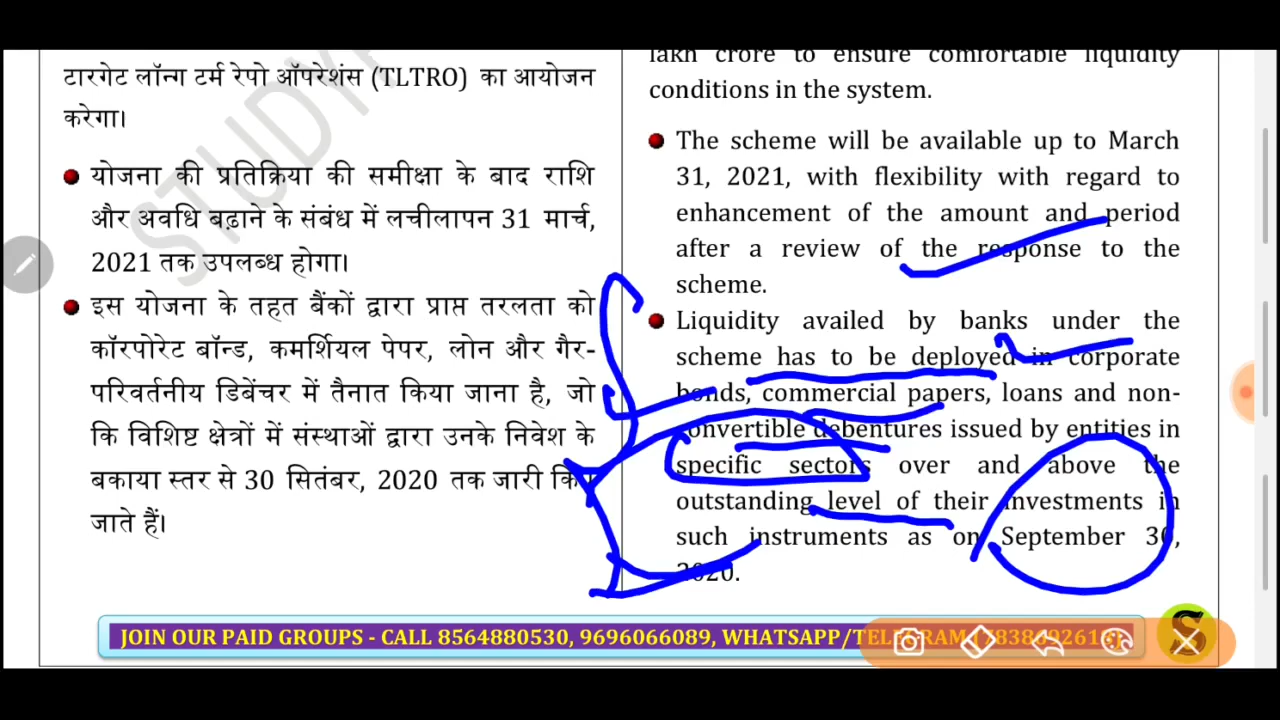 टारगेट लॉन्ग टर्म रेपो ऑपरेशंस (TLTRO) का आयोजन
करेगा।
योजना की प्रतिक्रिया की समीक्षा के बाद राशि
और अवधि बढ़ाने के संबंध में लचीलापन 31 मार्च,
2021 तक उपलब्ध होगा।
इस योजना के तहत बैंकों द्वारा प्राप्त तरलता को
कॉरपोरेट बॉन्ड, कमर्शियल पेपर, लोन और गैर-
परिवर्तनीय डिबेंचर में तैनात किया जाना है, जो
कि विशिष्ट क्षेत्रों में संस्थाओं द्वारा उनके निवेश के
बकाया स्तर से 30 सितंबर, 2020 तक जारी किए
जाते हैं।
lakh crore to ensure comfortable liquidity
conditions in the system.
The scheme will be available up to March
31, 2021, with flexibility with regard to
enhancement of the amount and period
after a review of the response to the
scheme.
Liquidity availed by banks under the
scheme has to be deployed in corporate
bonds, commercial papers, loans and non-
convertible debentures issued by entities in
specific sectors over and above the
outstanding level of their investments in
such instruments as on September 30,
2020.
JOIN OUR PAID GROUPS - CALL 8564880530, 9696066089, WHATSAPP/TELEGRAM